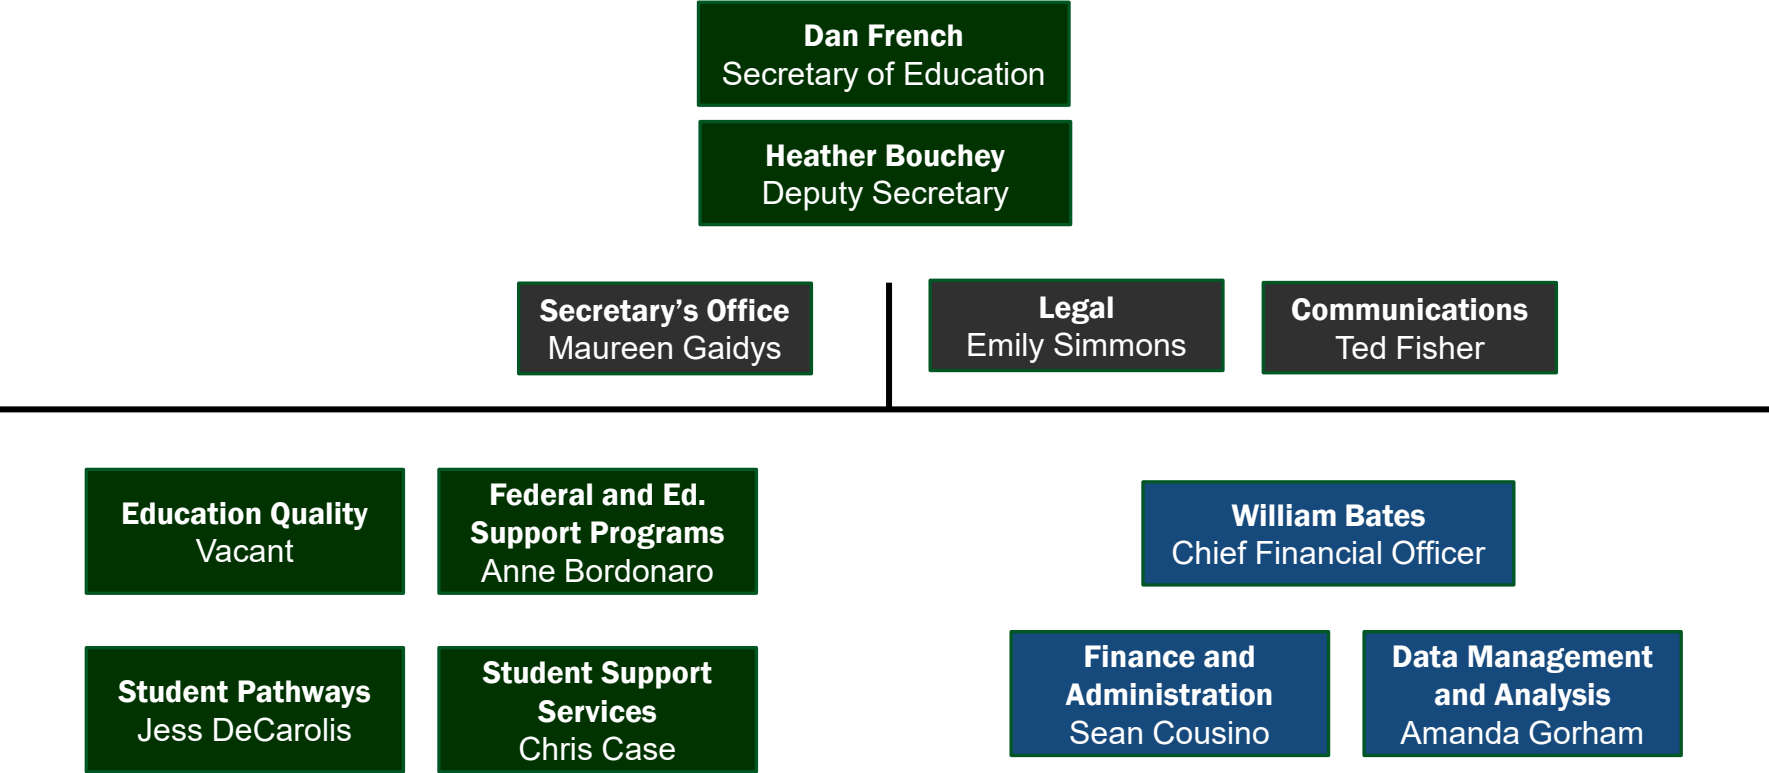 Dan French
Secretary of Education
Heather Bouchey
Deputy Secretary
Secretary’s Office
Maureen Gaidys
Legal
Emily Simmons
Communications
Ted Fisher
Education Quality
Vacant
Federal and Ed.
Support Programs
Anne Bordonaro
William Bates
Chief Financial Officer
Student Pathways
Jess DeCarolis
Student Support
Services
Chris Case
Finance and
Administration
Sean Cousino
Data Management
and Analysis
Amanda Gorham